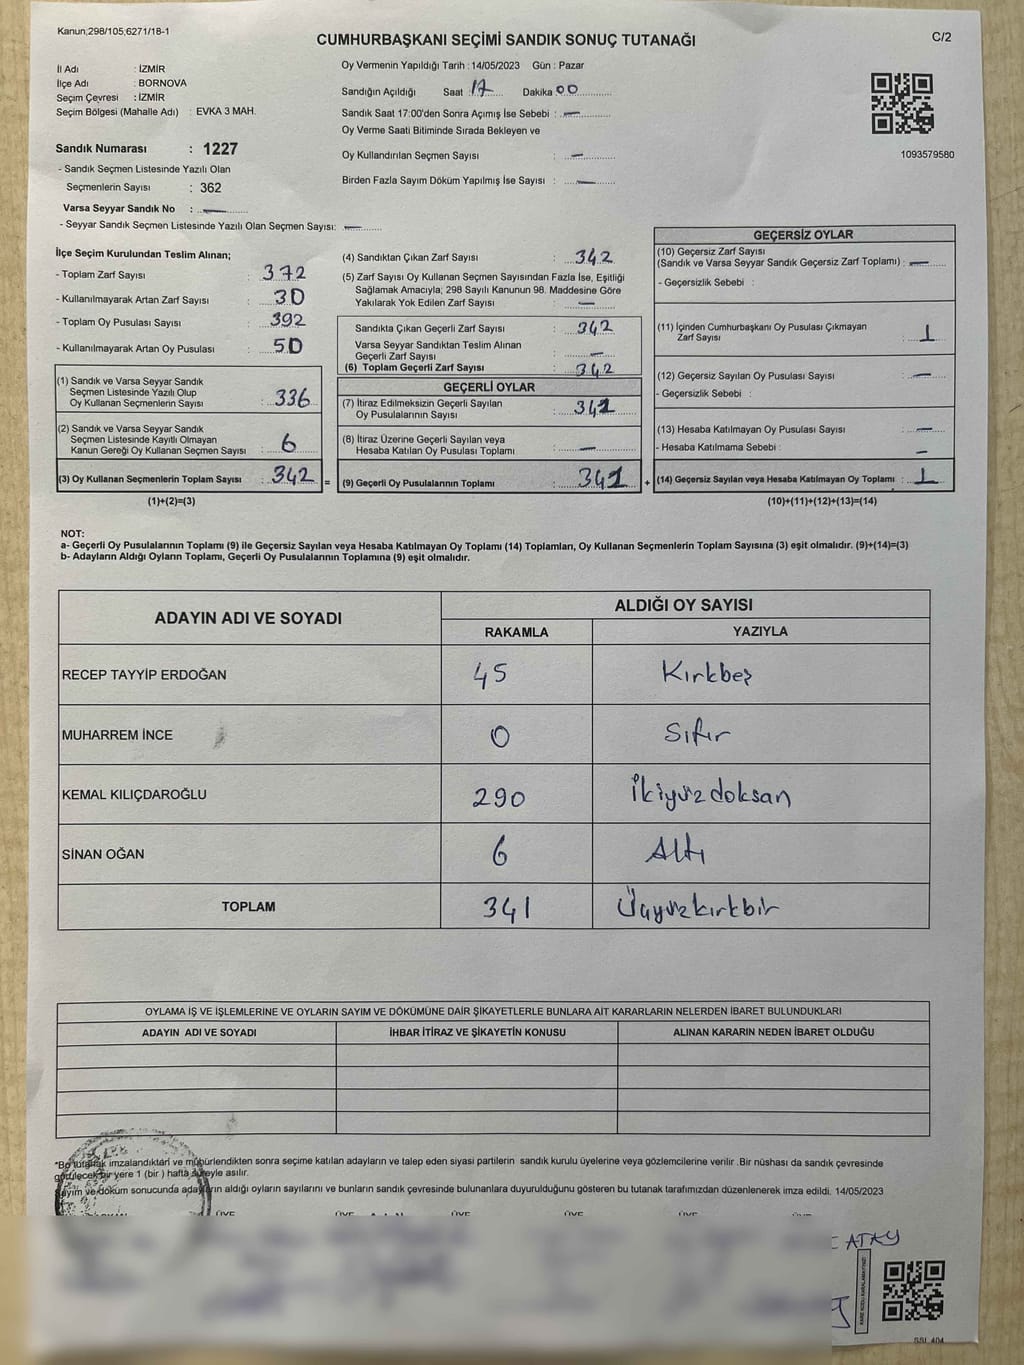 Kanun,298/105,6271/18-1
CUMHURBAŞKANI SEÇİMİ SANDIK SONUÇ TUTANAĞI
C/2
İl Adı : İZMİR
İlçe Adı : BORNOVA
Seçim Çevresi : İZMİR
Seçim Bölgesi (Mahalle Adı) : EVKA 3 MAH.
Sandık Numarası : 1227
- Sandık Seçmen Listesinde Yazılı Olan
Seçmenlerin Sayısı : 362
Varsa Seyyar Sandık No : —
- Seyyar Sandık Seçmen Listesinde Yazılı Olan Seçmen Sayısı: —
Oy Vermenin Yapıldığı Tarih : 14/05/2023 Gün : Pazar
Sandığın Açıldığı Saat : 17 Dakika 00
Sandık Saat 17:00'den Sonra Açımış İse Sebebi : —
Oy Verme Saati Bitiminde Sırada Bekleyen ve
Oy Kullandırılan Seçmen Sayısı : —
Birden Fazla Sayım Döküm Yapılmış İse Sayısı : —
1093579580
İlçe Seçim Kurulundan Teslim Alınan;
- Toplam Zarf Sayısı : 372
- Kullanılmayarak Artan Zarf Sayısı : 30
- Toplam Oy Pusulası Sayısı : 392
- Kullanılmayarak Artan Oy Pusulası : 50
(1) Sandık ve Varsa Seyyar Sandık
Seçmen Listesinde Yazılı Olup
Oy Kullanan Seçmenlerin Sayısı : 336
(2) Sandık ve Varsa Seyyar Sandık
Seçmen Listesinde Kayıtlı Olmayan
Kanun Gereği Oy Kullanan Seçmen Sayısı : 6
(3) Oy Kullanan Seçmenlerin Toplam Sayısı : 342 =
(1)+(2)=(3)
(4) Sandıktan Çıkan Zarf Sayısı : 342
(5) Zarf Sayısı Oy Kullanan Seçmen Sayısından Fazla İse, Eşitliği
Sağlamak Amacıyla; 298 Sayılı Kanunun 98. Maddesine Göre
Yakılarak Yok Edilen Zarf Sayısı : —
Sandıkta Çıkan Geçerli Zarf Sayısı : 342
Varsa Seyyar Sandıktan Teslim Alınan
Geçerli Zarf Sayısı : —
(6) Toplam Geçerli Zarf Sayısı : 342
GEÇERLİ OYLAR
(7) İtiraz Edilmeksizin Geçerli Sayılan
Oy Pusulalarının Sayısı : 341
(8) İtiraz Üzerine Geçerli Sayılan veya
Hesaba Katılan Oy Pusulası Toplamı : —
(9) Geçerli Oy Pusulalarının Toplamı : 341 +
GEÇERSİZ OYLAR
(10) Geçersiz Zarf Sayısı
(Sandık ve Varsa Seyyar Sandık Geçersiz Zarf Toplamı) : —
- Geçersizlik Sebebi :
(11) İçinden Cumhurbaşkanı Oy Pusulası Çıkmayan
Zarf Sayısı : 1
(12) Geçersiz Sayılan Oy Pusulası Sayısı : —
- Geçersizlik Sebebi :
(13) Hesaba Katılmayan Oy Pusulası Sayısı : —
- Hesaba Katılmama Sebebi : —
(14) Geçersiz Sayılan veya Hesaba Katılmayan Oy Toplamı : 1
(10)+(11)+(12)+(13)=(14)
NOT:
a- Geçerli Oy Pusulalarının Toplamı (9) ile Geçersiz Sayılan veya Hesaba Katılmayan Oy Toplamı (14) Toplamları, Oy Kullanan Seçmenlerin Toplam Sayısına (3) eşit olmalıdır. (9)+(14)=(3)
b- Adayların Aldığı Oyların Toplamı, Geçerli Oy Pusulalarının Toplamına (9) eşit olmalıdır.
ADAYIN ADI VE SOYADI
ALDIĞI OY SAYISI
RAKAMLA YAZIYLA
RECEP TAYYİP ERDOĞAN 45 Kırkbeş
MUHARREM İNCE 0 Sıfır
KEMAL KILIÇDAROĞLU 290 İkiyüzdoksan
SİNAN OĞAN 6 Altı
TOPLAM 341 Üçyüzkırkbir
OYLAMA İŞ VE İŞLEMLERİNE VE OYLARIN SAYIM VE DÖKÜMÜNE DAİR ŞİKAYETLERLE BUNLARA AİT KARARLARIN NELERDEN İBARET BULUNDUKLARI
ADAYIN ADI VE SOYADI İHBAR İTİRAZ VE ŞİKAYETİN KONUSU ALINAN KARARIN NEDEN İBARET OLDUĞU
*Bu tutanak imzalandıktan ve mühürlendikten sonra seçime katılan adayların ve talep eden siyasi partilerin sandık kurulu üyelerine veya gözlemcilerine verilir .Bir nüshası da sandık çevresinde
görülecek bir yere 1 (bir ) hafta süreyle asılır.
Sayım ve döküm sonucunda adayların aldığı oyların sayılarını ve bunların sandık çevresinde bulunanlara duyurulduğunu gösteren bu tutanak tarafımızdan düzenlenerek imza edildi. 14/05/2023
ÜYE ÜYE ÜYE ÜYE ÜYE
ATAY
KARE KODU KARALAMAYINIZ!